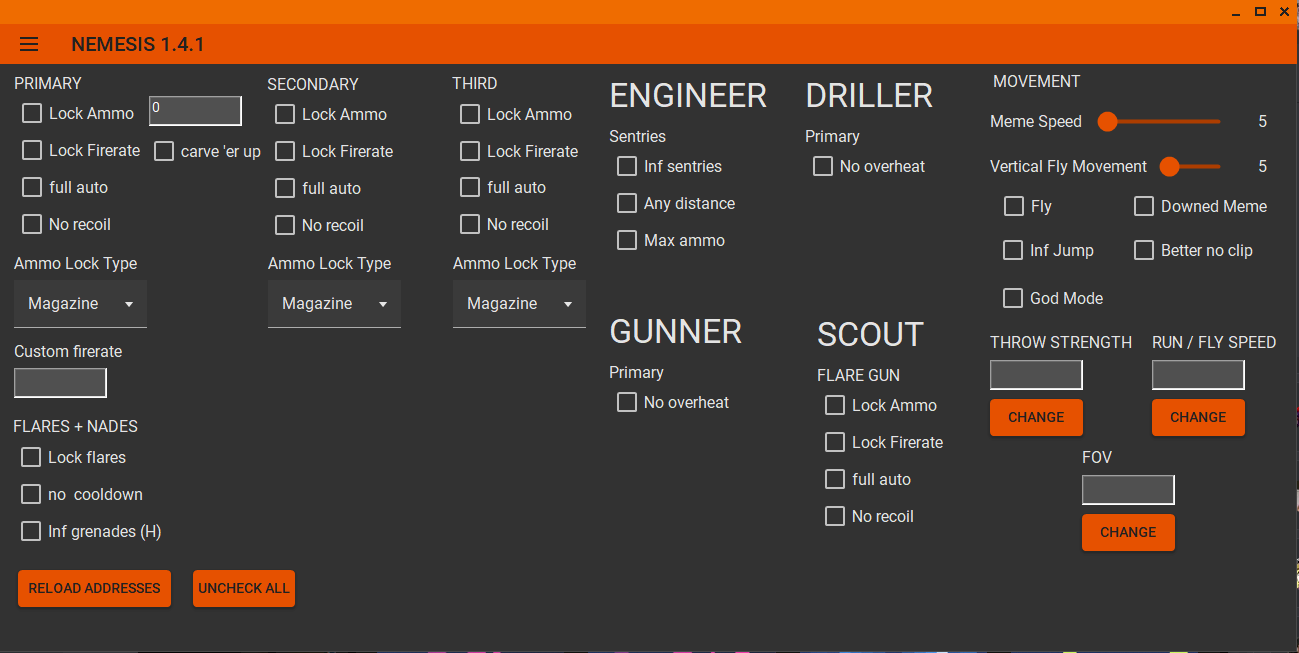 NEMESIS 1.4.1
PRIMARY
Lock Ammo
0
Lock Firerate
carve 'er up
full auto
No recoil
Ammo Lock Type
Magazine
Custom firerate
FLARES + NADES
Lock flares
no cooldown
Inf grenades (H)
RELOAD ADDRESSES
UNCHECK ALL
SECONDARY
Lock Ammo
Lock Firerate
full auto
No recoil
Ammo Lock Type
Magazine
THIRD
Lock Ammo
Lock Firerate
full auto
No recoil
Ammo Lock Type
Magazine
ENGINEER
Sentries
Inf sentries
Any distance
Max ammo
GUNNER
Primary
No overheat
DRILLER
Primary
No overheat
SCOUT
FLARE GUN
Lock Ammo
Lock Firerate
full auto
No recoil
MOVEMENT
Meme Speed
5
Vertical Fly Movement
5
Fly
Downed Meme
Inf Jump
Better no clip
God Mode
THROW STRENGTH
CHANGE
RUN / FLY SPEED
CHANGE
FOV
CHANGE